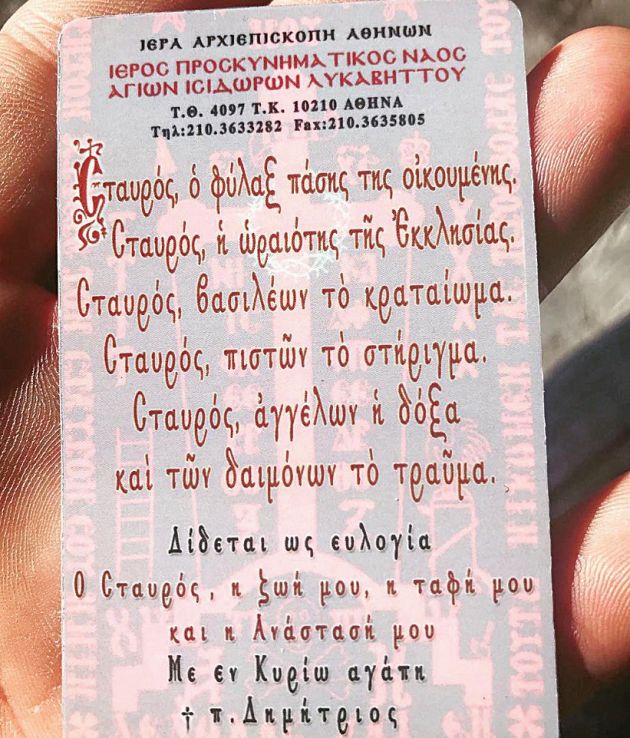 ΙΕΡΑ ΑΡΧΙΕΠΙΣΚΟΠΗ ΑΘΗΝΩΝ
ΙΕΡΟΣ ΠΡΟΣΚΥΝΗΜΑΤΙΚΟΣ ΝΑΟΣ
ΑΓΙΩΝ ΙΣΙΔΩΡΩΝ ΛΥΚΑΒΗΤΤΟΥ
Τ.Θ. 4097 Τ.Κ. 10210 ΑΘΗΝΑ
Τηλ:210.3633282 Fax:210.3635805
Σταυρός, ὁ φύλαξ πάσης της οἰκουμένης.
Σταυρός, ἡ ὡραιότης τῆς Ἐκκλησίας.
Σταυρός, βασιλέων τὸ κραταίωμα.
Σταυρός, πιστῶν τὸ στήριγμα.
Σταυρός, ἀγγέλων ἡ δόξα
καὶ τῶν δαιμόνων τὸ τραῦμα.
Δίδεται ως ευλογία
Ο Σταυρός, η ζωή μου, η ταφή μου
και η Ανάστασή μου
Με εν Κυρίω αγάπη
† π. Δημήτριος